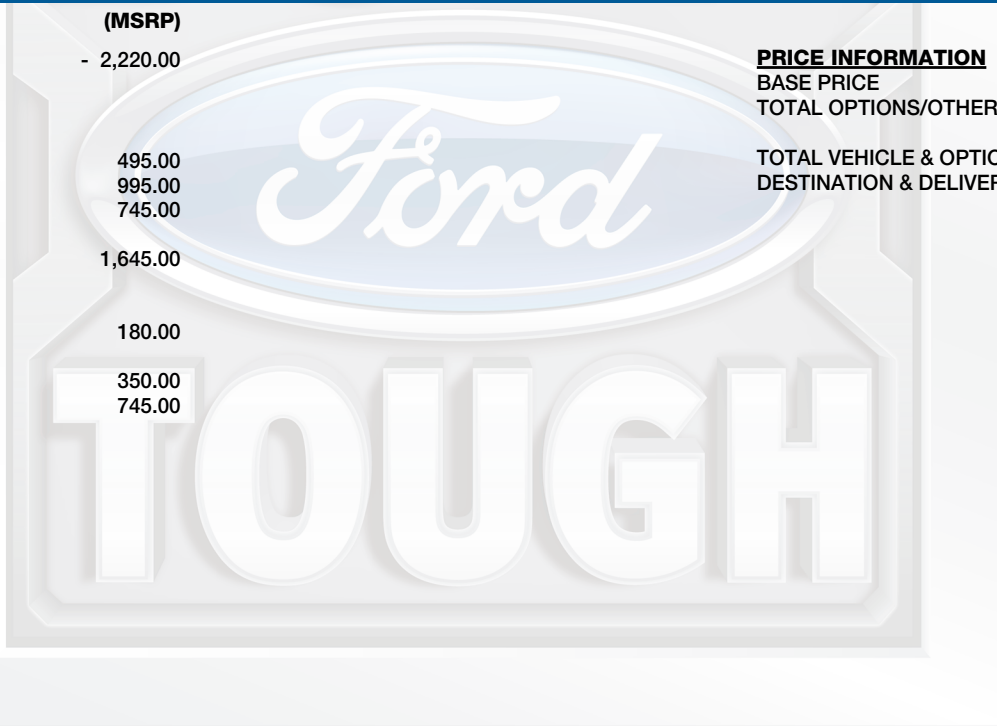 (MSRP)
- 2,220.00
495.00
995.00
745.00
1,645.00
180.00
350.00
745.00
PRICE INFORMATION
BASE PRICE
TOTAL OPTIONS/OTHER
TOTAL VEHICLE & OPTIO
DESTINATION & DELIVER
Ford
TOUGH